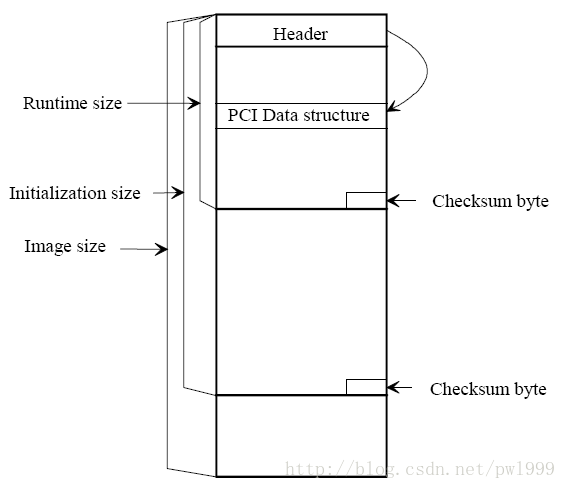 Header
Runtime size
PCI Data structure
Initialization size
Checksum byte
Image size
Checksum byte
http://blog.csdn.net/pwl999